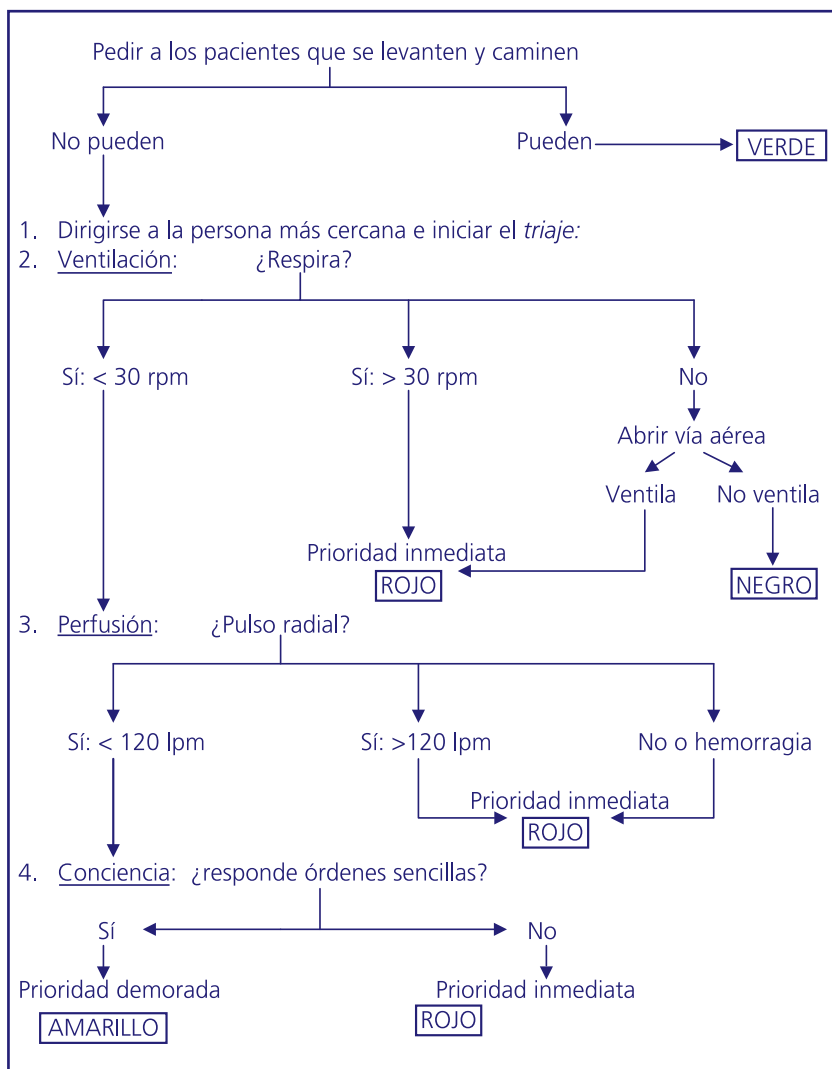 Pedir a los pacientes que se levanten y caminen
No pueden
Pueden
VERDE
1. Dirigirse a la persona más cercana e iniciar el triaje:
2. Ventilación: ¿Respira?
Sí: < 30 rpm
Sí: > 30 rpm
No
Abrir vía aérea
Ventila
No ventila
Prioridad inmediata
ROJO
NEGRO
3. Perfusión: ¿Pulso radial?
Sí: < 120 lpm
Sí: >120 lpm
No o hemorragia
Prioridad inmediata
ROJO
4. Conciencia: ¿responde órdenes sencillas?
Sí
No
Prioridad demorada
Prioridad inmediata
AMARILLO
ROJO